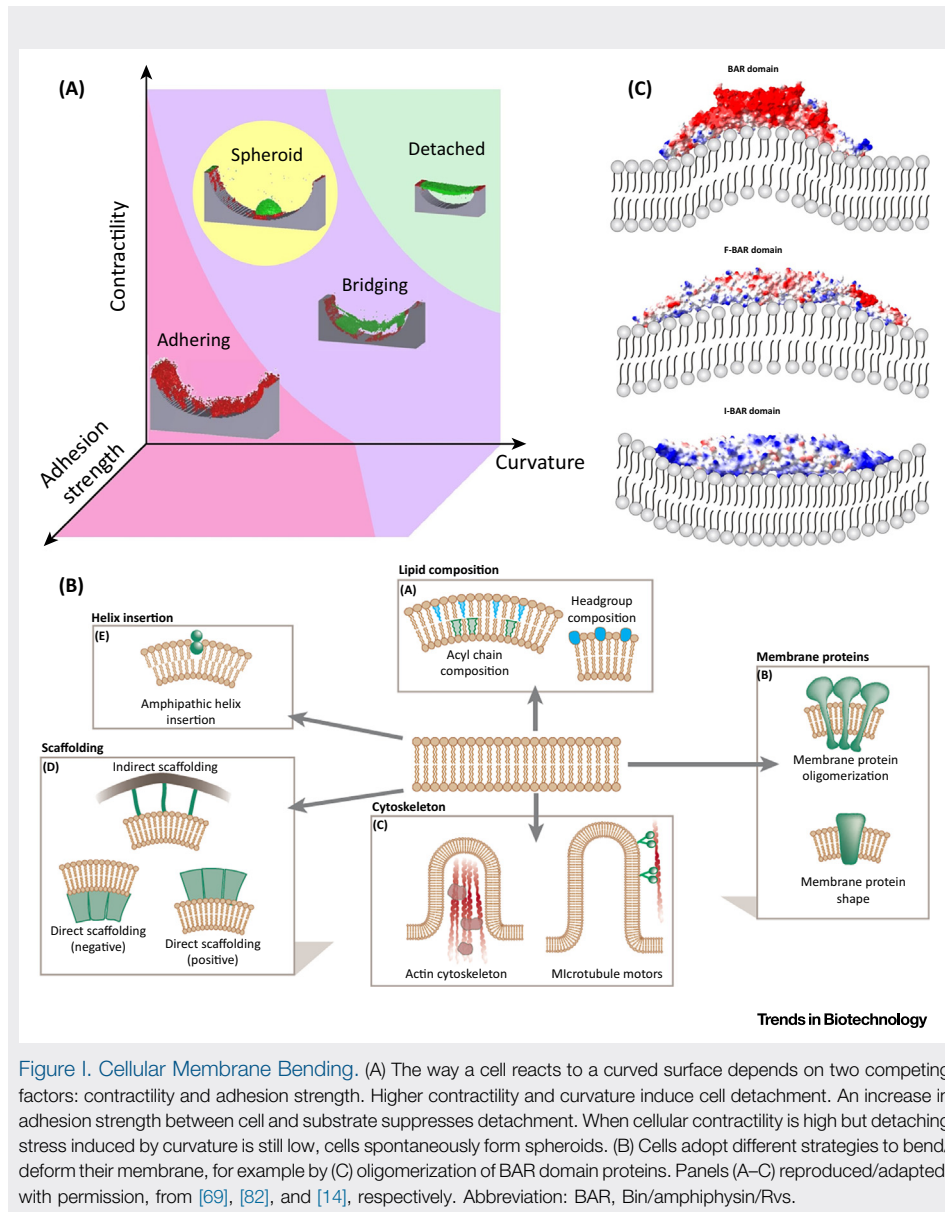 (A)
Contractility
Spheroid
Detached
Bridging
Adhering
Adhesion
strength
Curvature
(C)
BAR domain
F-BAR domain
I-BAR domain
(B)
Lipid composition
(A)
Acyl chain
composition
Headgroup
composition
Helix insertion
(E)
Amphipathic helix
insertion
Membrane proteins
(B)
Membrane protein
oligomerization
Membrane protein
shape
Scaffolding
(D)
Indirect scaffolding
Direct scaffolding
(negative)
Direct scaffolding
(positive)
Cytoskeleton
(C)
Actin cytoskeleton
MIcrotubule motors
Trends in Biotechnology
Figure I. Cellular Membrane Bending. (A) The way a cell reacts to a curved surface depends on two competing
factors: contractility and adhesion strength. Higher contractility and curvature induce cell detachment. An increase in
adhesion strength between cell and substrate suppresses detachment. When cellular contractility is high but detaching
stress induced by curvature is still low, cells spontaneously form spheroids. (B) Cells adopt different strategies to bend/
deform their membrane, for example by (C) oligomerization of BAR domain proteins. Panels (A–C) reproduced/adapted,
with permission, from [69], [82], and [14], respectively. Abbreviation: BAR, Bin/amphiphysin/Rvs.